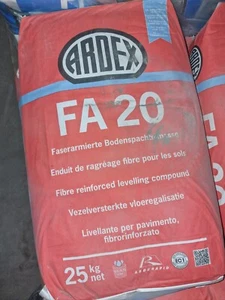 ARDEX
FA 20
Faserarmierte
Enduit de ragréage fibré pour les sols
Fibre reinforced levelling compound
Vezelversterkte vloeregalisatie
Livellante per pavimento,
fibrorinforzato
25 kg
net